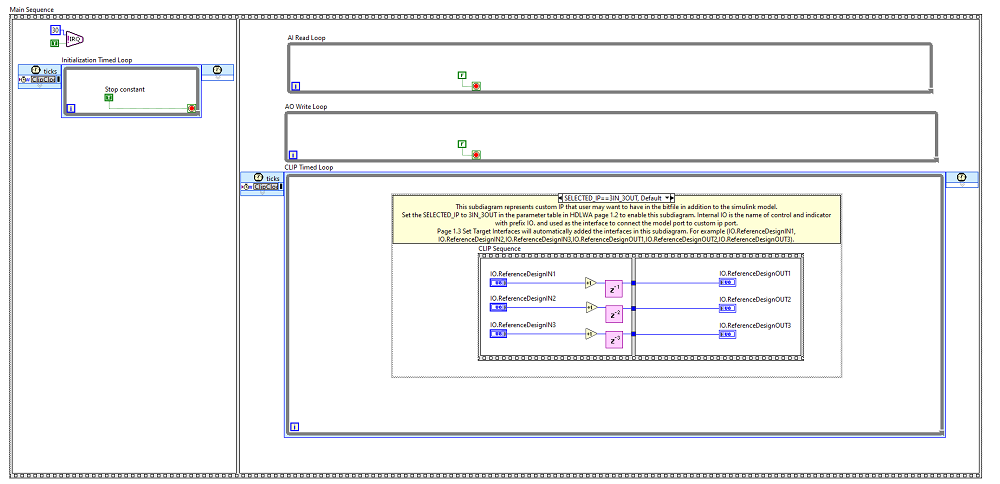 Main Sequence
30
IRQ
Initialization Timed Loop
ticks
Stop constant
i
AI Read Loop
F
i
AO Write Loop
F
i
CLIP Timed Loop
ticks
SELECTED_IP==3IN_3OUT, Default
This subdiagram represents custom IP that user may want to have in the bitfile in addition to the simulink model.
Set the SELECTED_IP to 3IN_3OUT in the parameter table in HDLWA page 1.2 to enable this subdiagram. Internal IO is the name of control and indicator
with prefix IO. and used as the interface to connect the model port to custom ip port.
Page 1.3 Set Target Interfaces will automatically added the interfaces in this subdiagram. For example (IO.ReferenceDesignIN1,
IO.ReferenceDesignIN2,IO.ReferenceDesignIN3,IO.ReferenceDesignOUT1,IO.ReferenceDesignOUT2,IO.ReferenceDesignOUT3).
CLIP Sequence
IO.ReferenceDesignIN1
+1
z-1
IO.ReferenceDesignOUT1
IO.ReferenceDesignIN2
+1
z-2
IO.ReferenceDesignOUT2
IO.ReferenceDesignIN3
+1
z-3
IO.ReferenceDesignOUT3
i